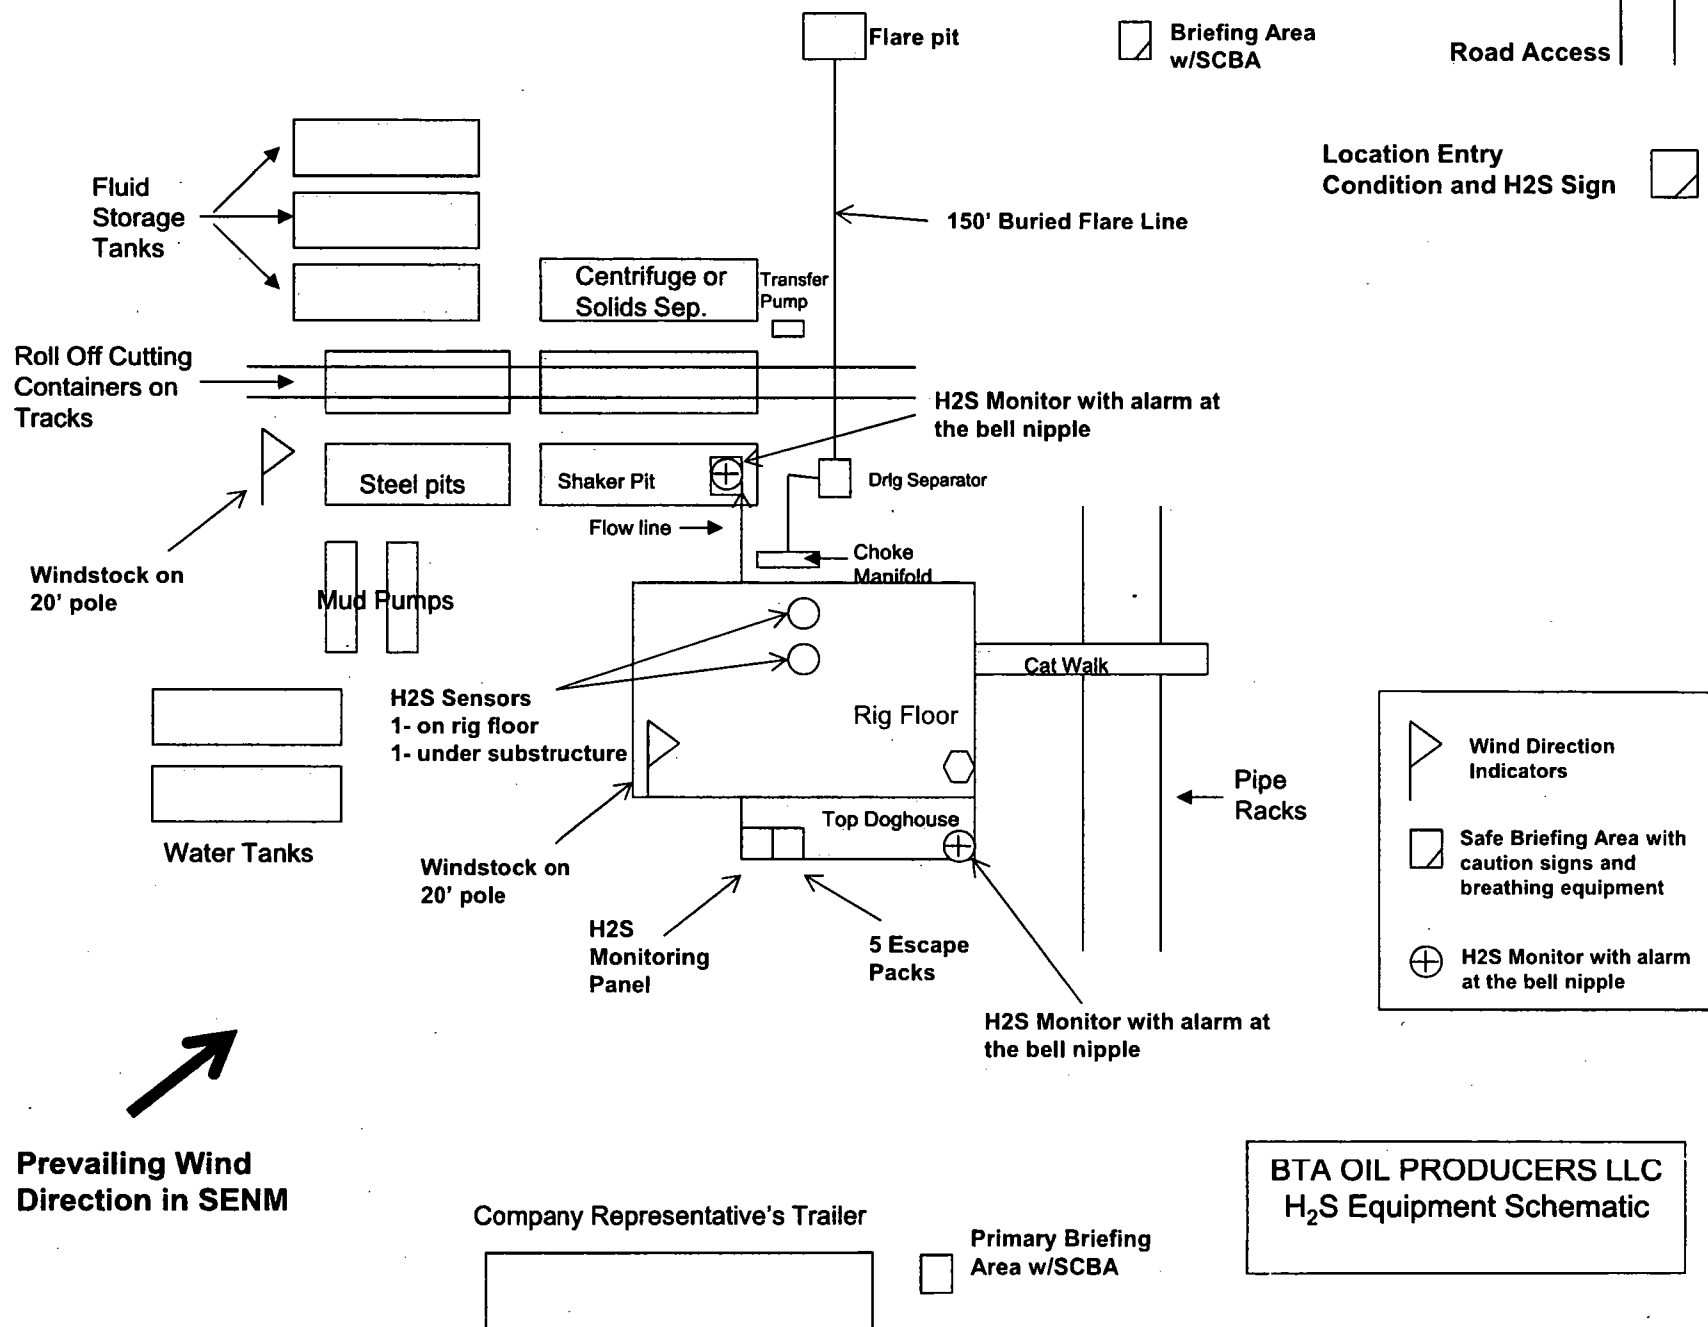 Flare pit
Briefing Area
w/SCBA
Road Access
Location Entry
Condition and H2S Sign
Fluid
Storage
Tanks
150' Buried Flare Line
Centrifuge or
Solids Sep.
Transfer
Pump
Roll Off Cutting
Containers on
Tracks
H2S Monitor with alarm at
the bell nipple
Steel pits
Shaker Pit
Drlg Separator
Flow line
Choke
Manifold
Windstock on
20' pole
Mud Pumps
Cat Walk
H2S Sensors
1- on rig floor
1- under substructure
Rig Floor
Wind Direction
Indicators
Pipe
Racks
Top Doghouse
Water Tanks
Windstock on
20' pole
Safe Briefing Area with
caution signs and
breathing equipment
H2S
Monitoring
Panel
5 Escape
Packs
H2S Monitor with alarm
at the bell nipple
H2S Monitor with alarm at
the bell nipple
Prevailing Wind
Direction in SENM
BTA OIL PRODUCERS LLC
H₂S Equipment Schematic
Company Representative's Trailer
Primary Briefing
Area w/SCBA